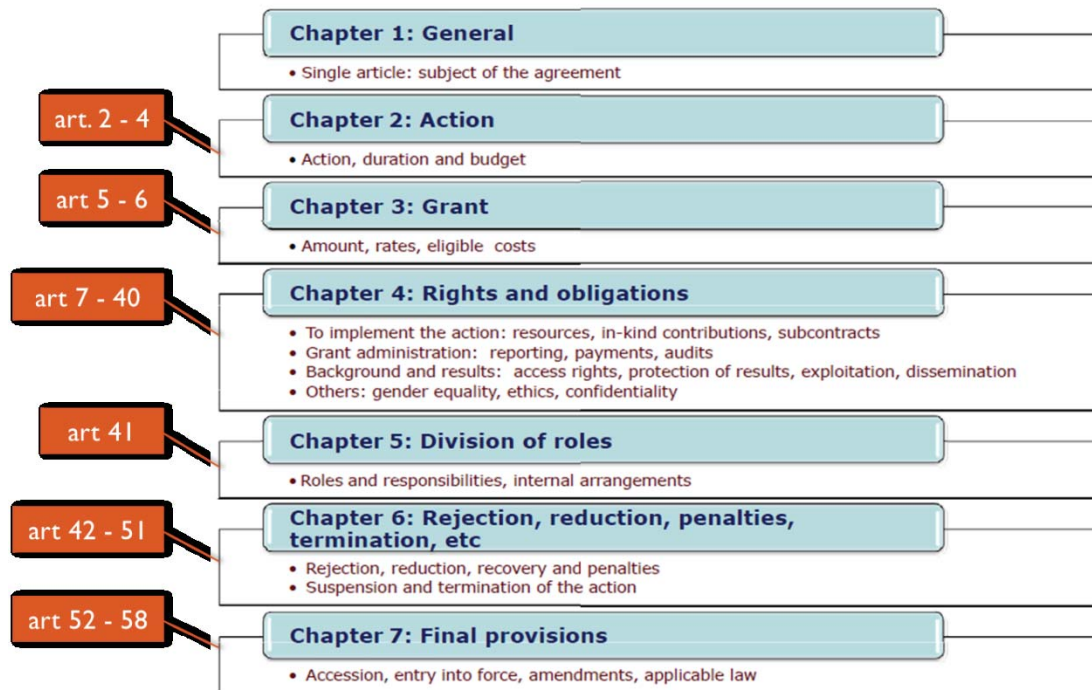 Chapter 1: General
• Single article: subject of the agreement
art. 2 - 4
Chapter 2: Action
• Action, duration and budget
art 5 - 6
Chapter 3: Grant
• Amount, rates, eligible costs
art 7 - 40
Chapter 4: Rights and obligations
• To implement the action: resources, in-kind contributions, subcontracts
• Grant administration: reporting, payments, audits
• Background and results: access rights, protection of results, exploitation, dissemination
• Others: gender equality, ethics, confidentiality
art 41
Chapter 5: Division of roles
• Roles and responsibilities, internal arrangements
art 42 - 51
Chapter 6: Rejection, reduction, penalties,
termination, etc
• Rejection, reduction, recovery and penalties
• Suspension and termination of the action
art 52 - 58
Chapter 7: Final provisions
• Accession, entry into force, amendments, applicable law